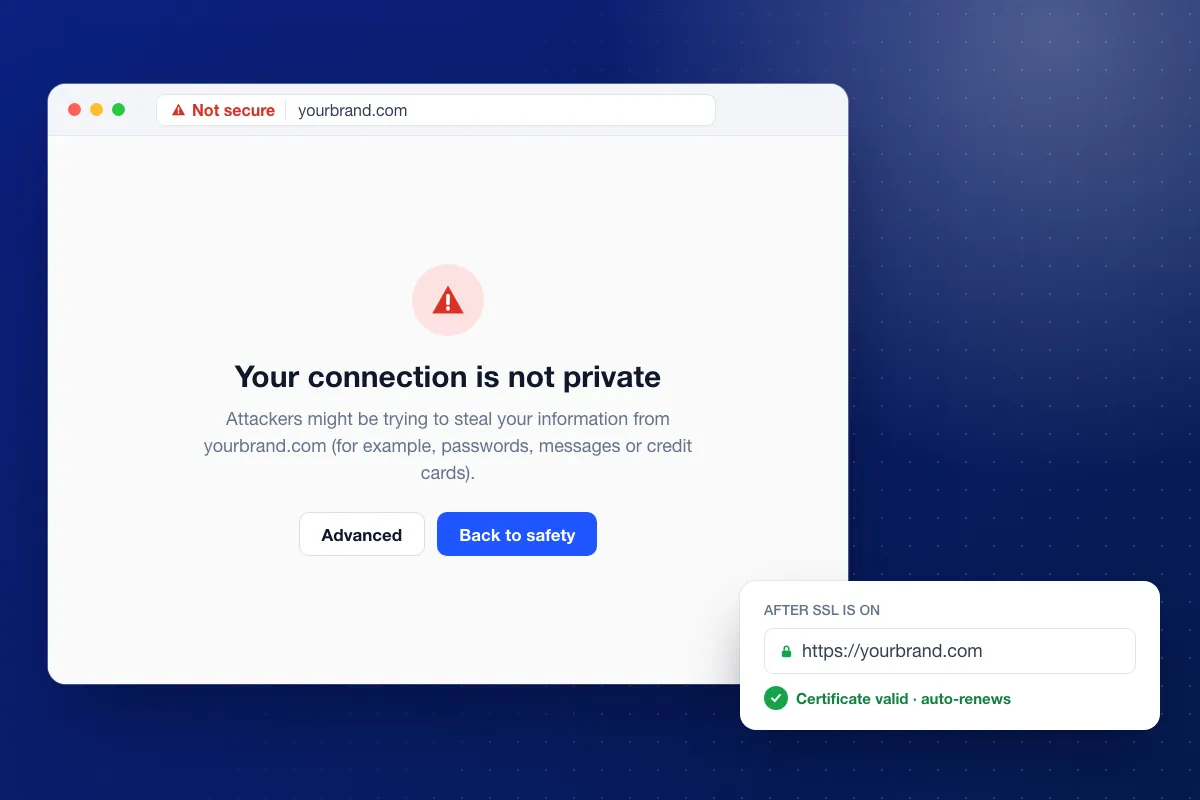 Not secure yourbrand.com
Your connection is not private
Attackers might be trying to steal your information from
yourbrand.com (for example, passwords, messages or credit
cards).
Advanced Back to safety
AFTER SSL IS ON
https://yourbrand.com
Certificate valid · auto-renews